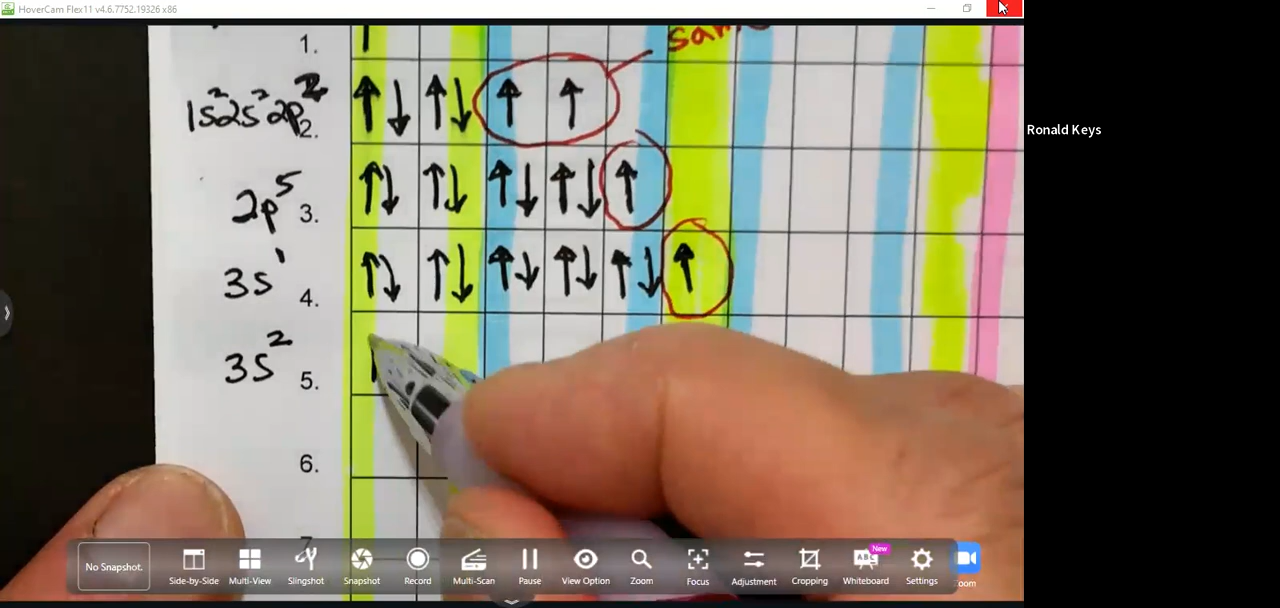 HoverCam Flex11 v4.6.7752.19326 x86
1.
1s²2s²2p² 2.
2p⁵ 3.
3s¹ 4.
3s² 5.
6.
7.
Ronald Keys
No Snapshot.
Side-by-Side
Multi-View
Slingshot
Snapshot
Record
Multi-Scan
Pause
View Option
Zoom
Focus
Adjustment
Cropping
New
ABC
Whiteboard
Settings